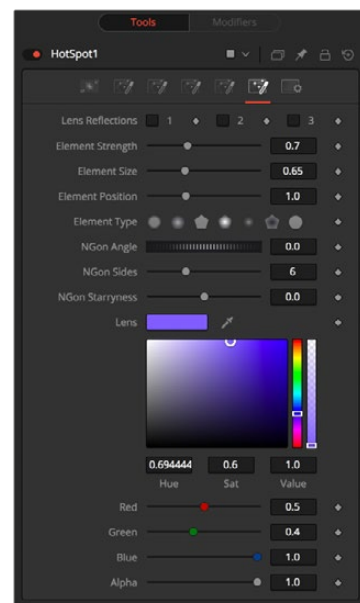 Tools Modifiers
HotSpot1
Lens Reflections 1 2 3
Element Strength 0.7
Element Size 0.65
Element Position 1.0
Element Type
NGon Angle 0.0
NGon Sides 6
NGon Starryness 0.0
Lens
0.694444 0.6 1.0
Hue Sat Value
Red 0.5
Green 0.4
Blue 1.0
Alpha 1.0